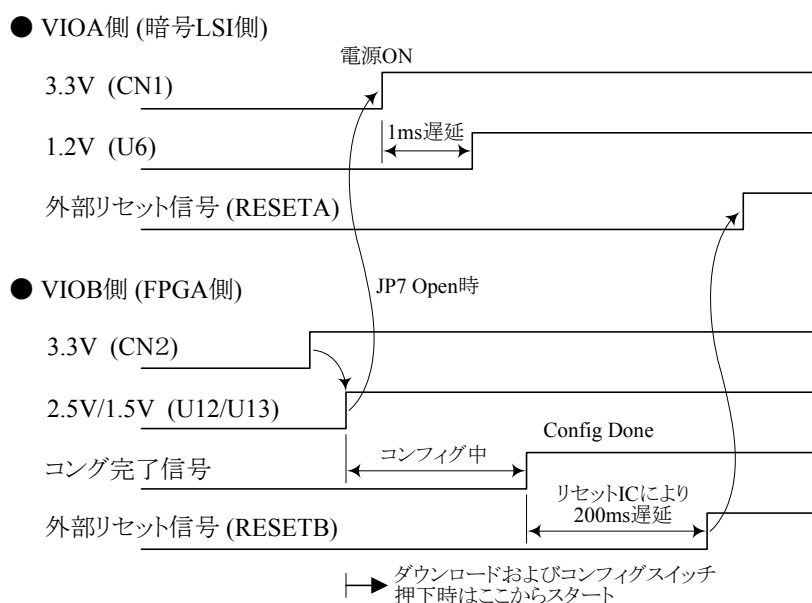 ● VIOA側 (暗号LSI側)
電源ON
3.3V (CN1)
1ms遅延
1.2V (U6)
外部リセット信号 (RESETA)
● VIOB側 (FPGA側)
JP7 Open時
3.3V (CN2)
2.5V/1.5V (U12/U13)
Config Done
コンフィグ中
コング完了信号
リセットICにより
200ms遅延
外部リセット信号 (RESETB)
ダウンロードおよびコンフィグスイッチ
押下時はここからスタート